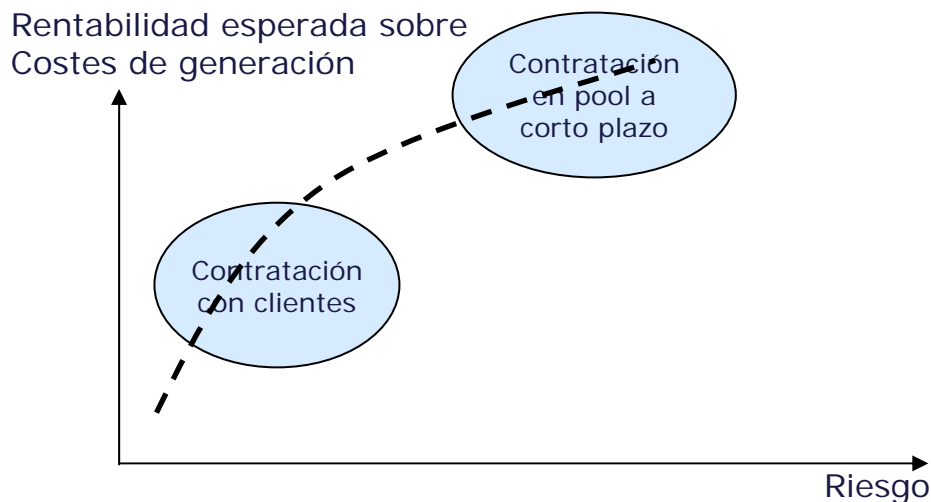 Rentabilidad esperada sobre
Costes de generación
Contratación
en pool a
corto plazo
Contratación
con clientes
Riesgo